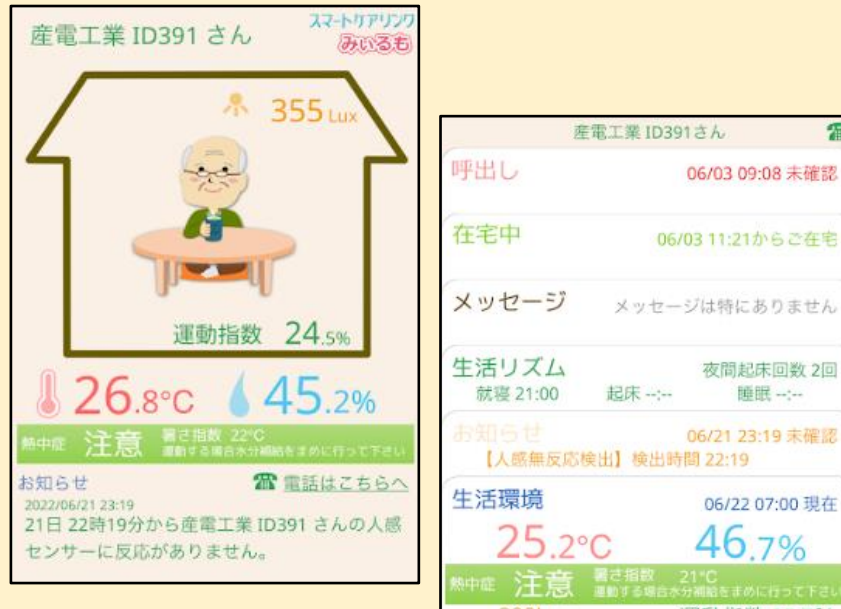 産電工業 ID391 さん
スマートケアリング
みいるも
355 Lux
運動指数 24.5%
26.8°C 45.2%
熱中症 注意 暑さ指数 22°C
運動する場合水分補給をまめに行って下さい
お知らせ 電話はこちらへ
2022/06/21 23:19
21日 22時19分から産電工業 ID391 さんの人感
センサーに反応がありません。
産電工業 ID391さん
呼出し 06/03 09:08 未確認
在宅中 06/03 11:21からご在宅
メッセージ メッセージは特にありません
生活リズム 夜間起床回数 2回
就寝 21:00 起床 --:-- 睡眠 --:--
お知らせ 06/21 23:19 未確認
【人感無反応検出】検出時間 22:19
生活環境 06/22 07:00 現在
25.2°C 46.7%
熱中症 注意 暑さ指数 21°C
運動する場合水分補給をまめに行って下さい